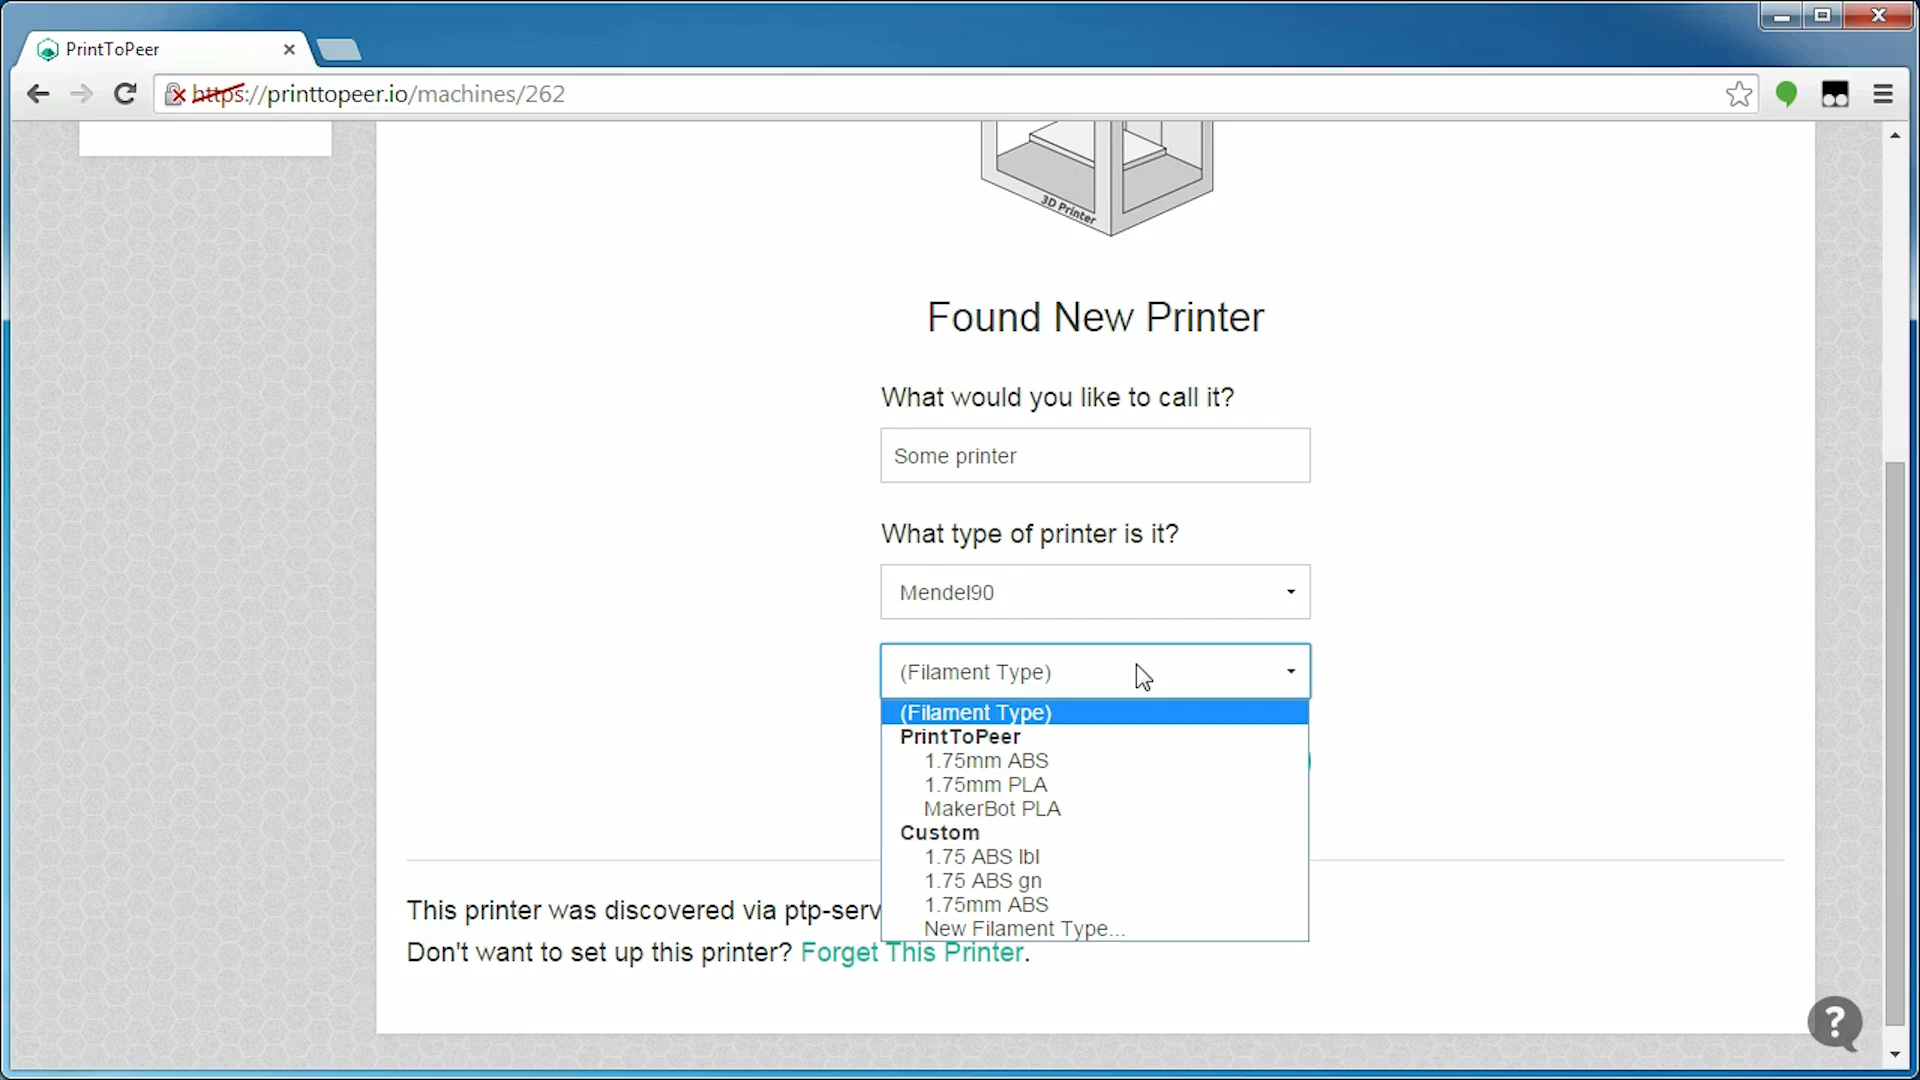 PrintToPeer
https://printtopeer.io/machines/262
3D Printer
Found New Printer
What would you like to call it?
Some printer
What type of printer is it?
Mendel90
(Filament Type)
(Filament Type)
PrintToPeer
1.75mm ABS
1.75mm PLA
MakerBot PLA
Custom
1.75 ABS lbl
1.75 ABS gn
1.75mm ABS
New Filament Type...
This printer was discovered via ptp-serv
Don't want to set up this printer? Forget This Printer.
?